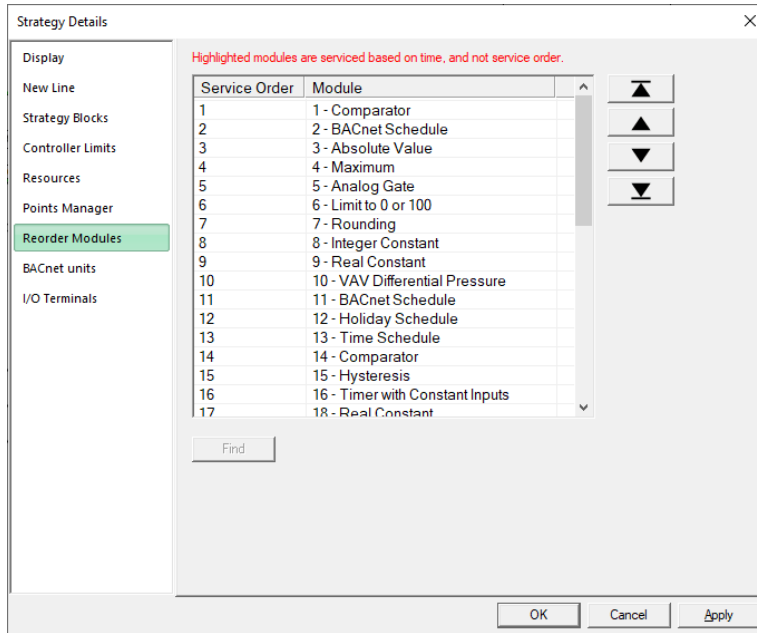 Strategy Details
Display
New Line
Strategy Blocks
Controller Limits
Resources
Points Manager
Reorder Modules
BACnet units
I/O Terminals
Highlighted modules are serviced based on time, and not service order.
Service Order Module
1 1 - Comparator
2 2 - BACnet Schedule
3 3 - Absolute Value
4 4 - Maximum
5 5 - Analog Gate
6 6 - Limit to 0 or 100
7 7 - Rounding
8 8 - Integer Constant
9 9 - Real Constant
10 10 - VAV Differential Pressure
11 11 - BACnet Schedule
12 12 - Holiday Schedule
13 13 - Time Schedule
14 14 - Comparator
15 15 - Hysteresis
16 16 - Timer with Constant Inputs
17 18 - Real Constant
Find
OK Cancel Apply